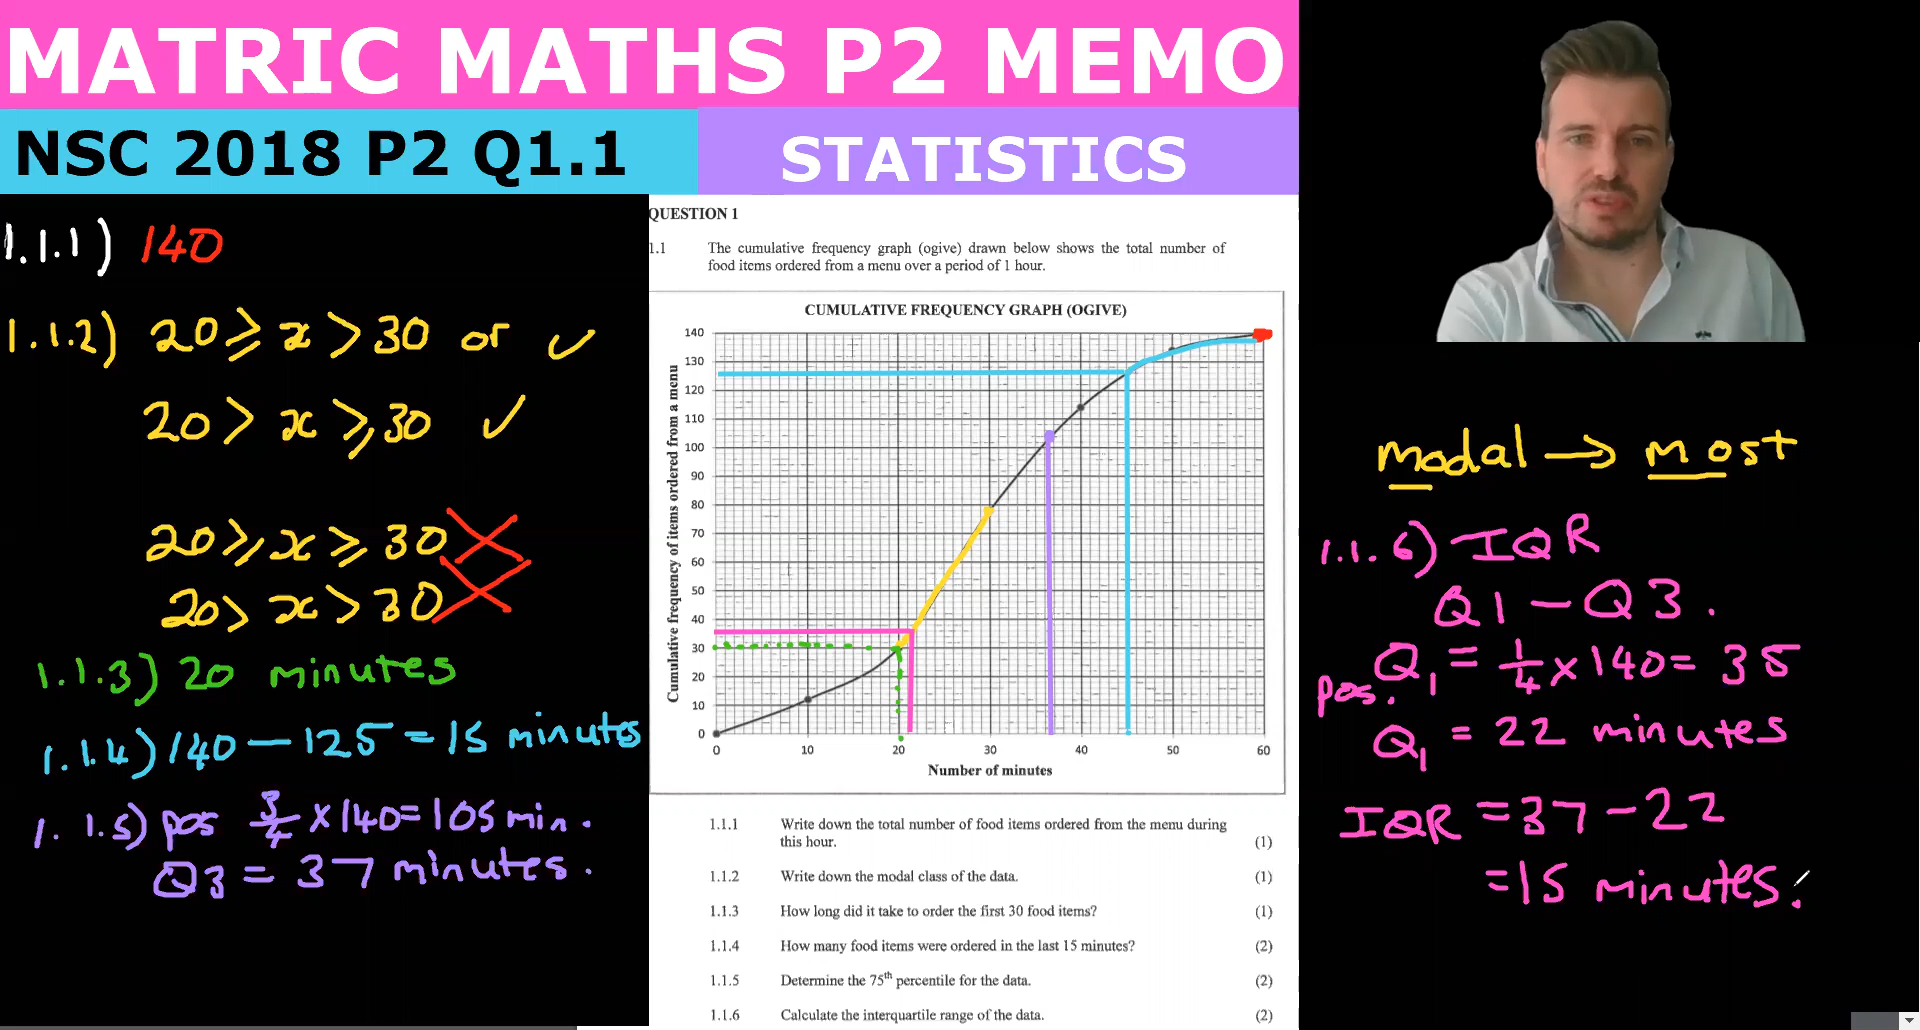 MATRIC MATHS P2 MEMO
NSC 2018 P2 Q1.1
STATISTICS
1.1.1) 140
1.1.2) 20 ⩾ x > 30 or ✓
20 > x ⩾ 30 ✓
20 ⩾ x ⩾ 30
20 > x > 30
1.1.3) 20 minutes
1.1.4) 140 — 125 = 15 minutes
1.1.5) pos 3/4 × 140 = 105 min.
Q3 = 37 minutes.
QUESTION 1
1.1 The cumulative frequency graph (ogive) drawn below shows the total number of
food items ordered from a menu over a period of 1 hour.
CUMULATIVE FREQUENCY GRAPH (OGIVE)
Cumulative frequency of items ordered from a menu
140
130
120
110
100
90
80
70
60
50
40
30
20
10
0
0 10 20 30 40 50 60
Number of minutes
1.1.1 Write down the total number of food items ordered from the menu during
this hour. (1)
1.1.2 Write down the modal class of the data. (1)
1.1.3 How long did it take to order the first 30 food items? (1)
1.1.4 How many food items were ordered in the last 15 minutes? (2)
1.1.5 Determine the 75th percentile for the data. (2)
1.1.6 Calculate the interquartile range of the data. (2)
modal → most
1.1.6) IQR
Q1 — Q3.
pos. Q1 = 1/4 × 140 = 35
Q1 = 22 minutes
IQR = 37 - 22
= 15 minutes.